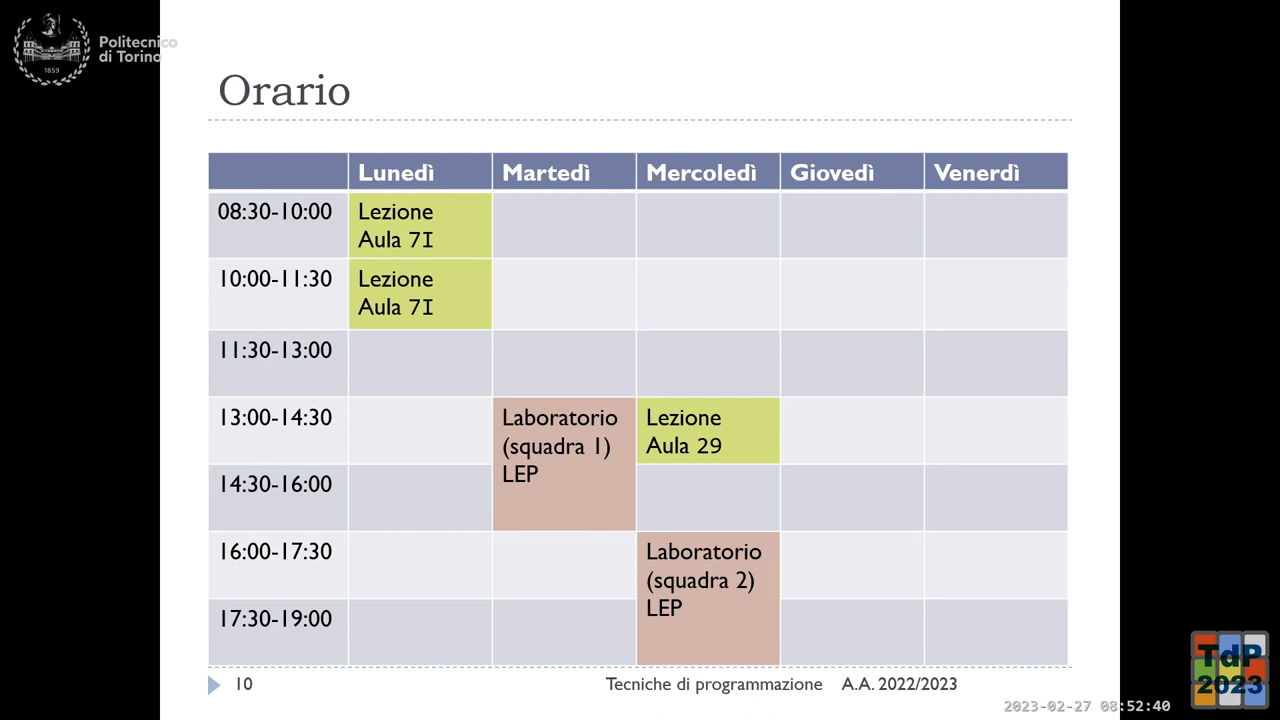 Politecnico
di Torino
1859
Orario
Lunedì Martedì Mercoledì Giovedì Venerdì
08:30-10:00 Lezione
Aula 7I
10:00-11:30 Lezione
Aula 7I
11:30-13:00
13:00-14:30 Laboratorio
(squadra 1)
LEP
Lezione
Aula 29
14:30-16:00
16:00-17:30 Laboratorio
(squadra 2)
LEP
17:30-19:00
10 Tecniche di programmazione A.A. 2022/2023
2023-02-27 08:52:40
TdP
2023